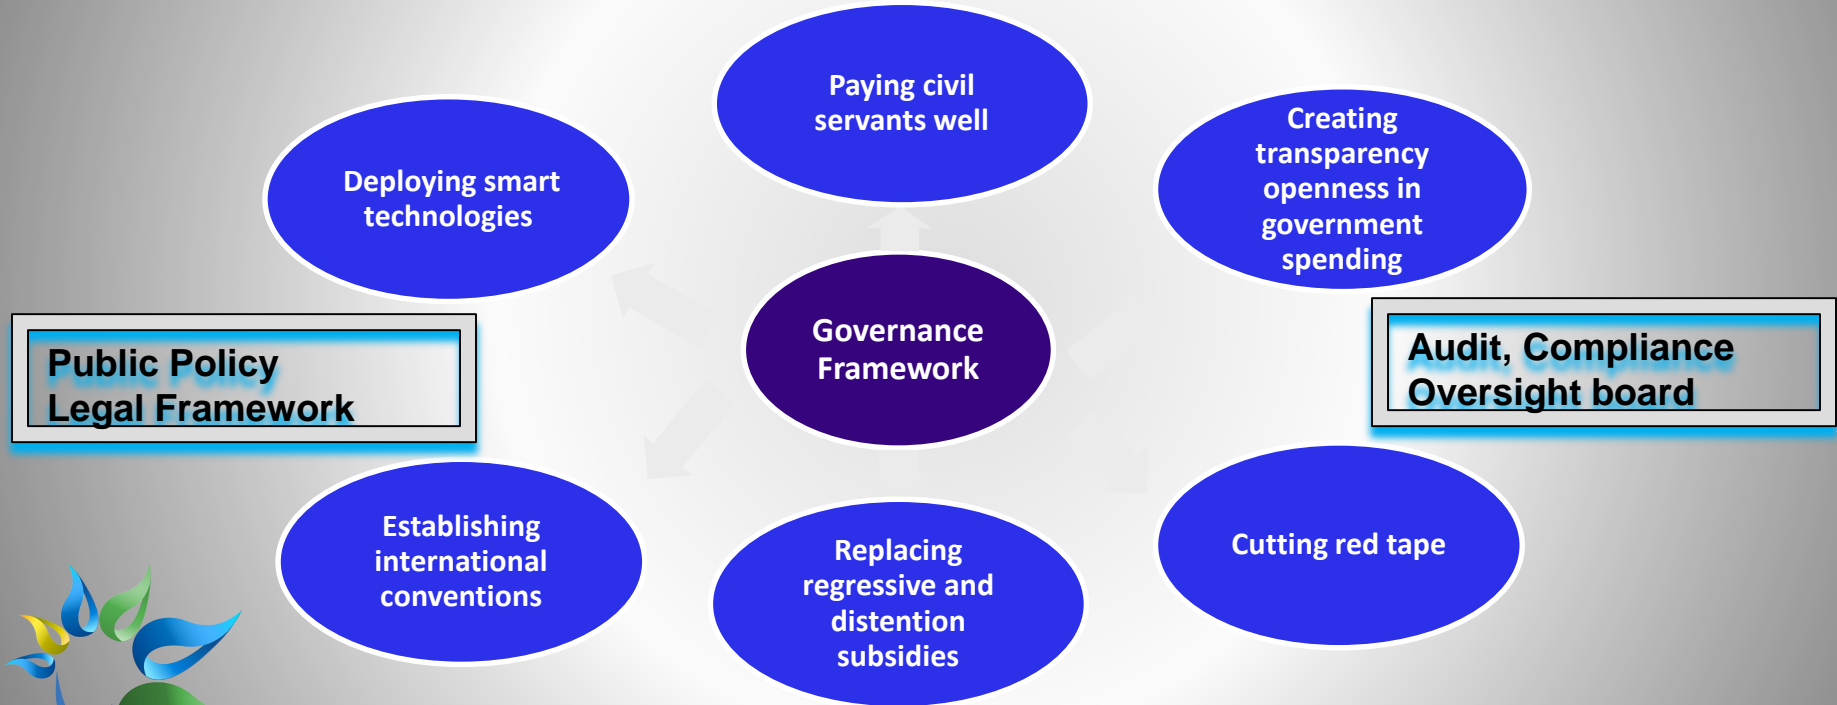 Paying civil
servants well
Deploying smart
technologies
Creating
transparency
openness in
government
spending
Governance
Framework
Public Policy
Legal Framework
Audit, Compliance
Oversight board
Establishing
international
conventions
Replacing
regressive and
distention
subsidies
Cutting red tape